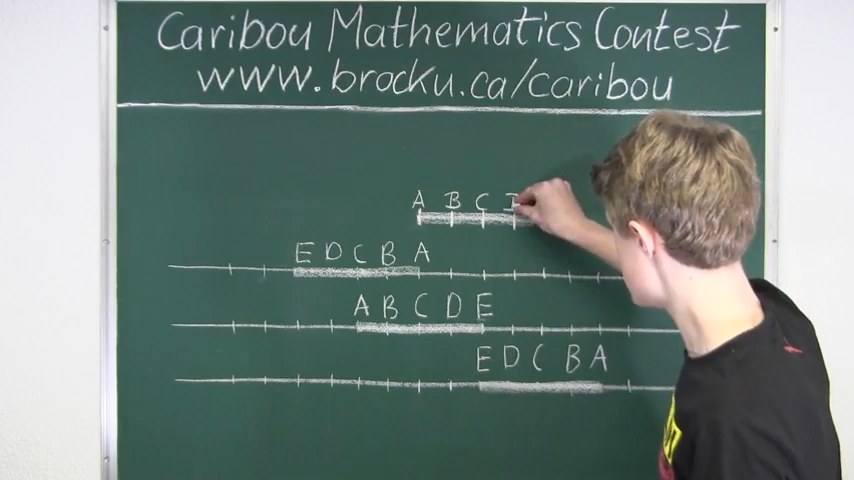 Caribou Mathematics Contest
www.brocku.ca/caribou
A B C
E D C B A
A B C D E
E D C B A